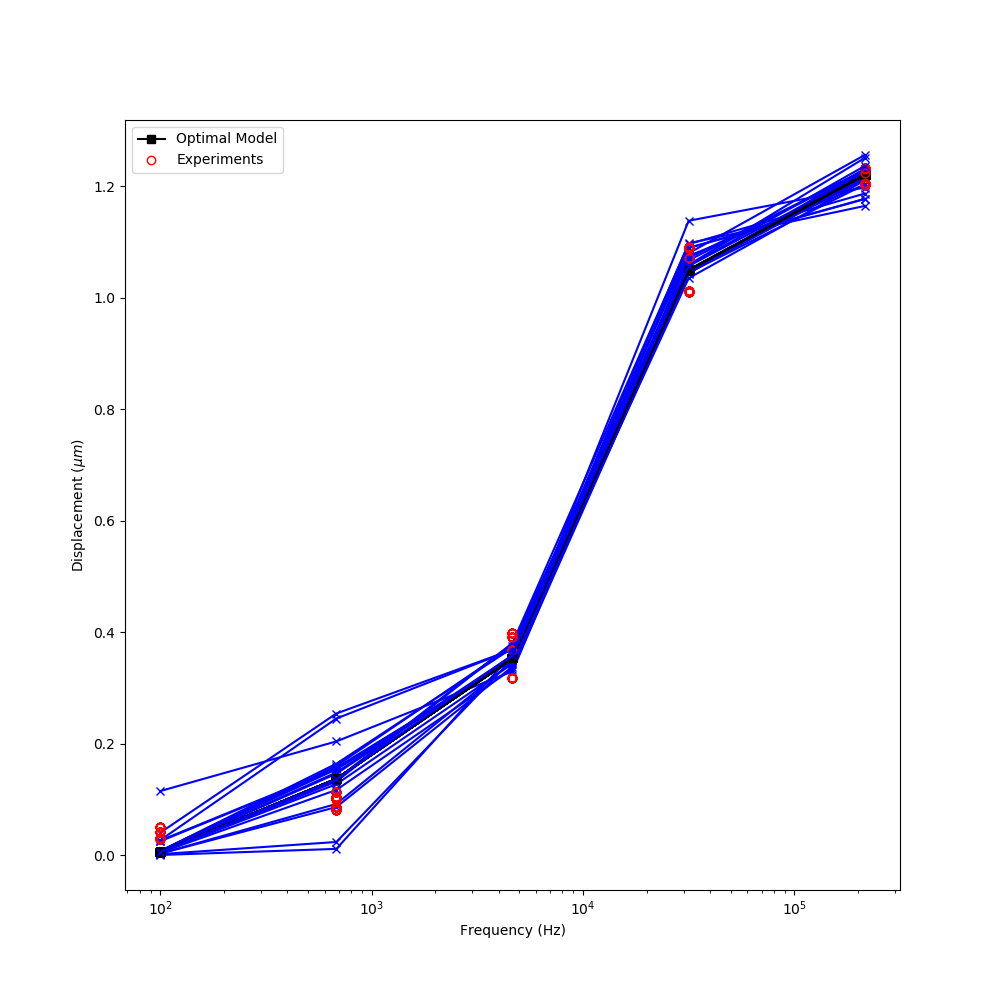 Optimal Model
Experiments
1.2
1.0
0.8
0.6
0.4
0.2
0.0
Displacement (μm)
10²
10³
10⁴
10⁵
Frequency (Hz)